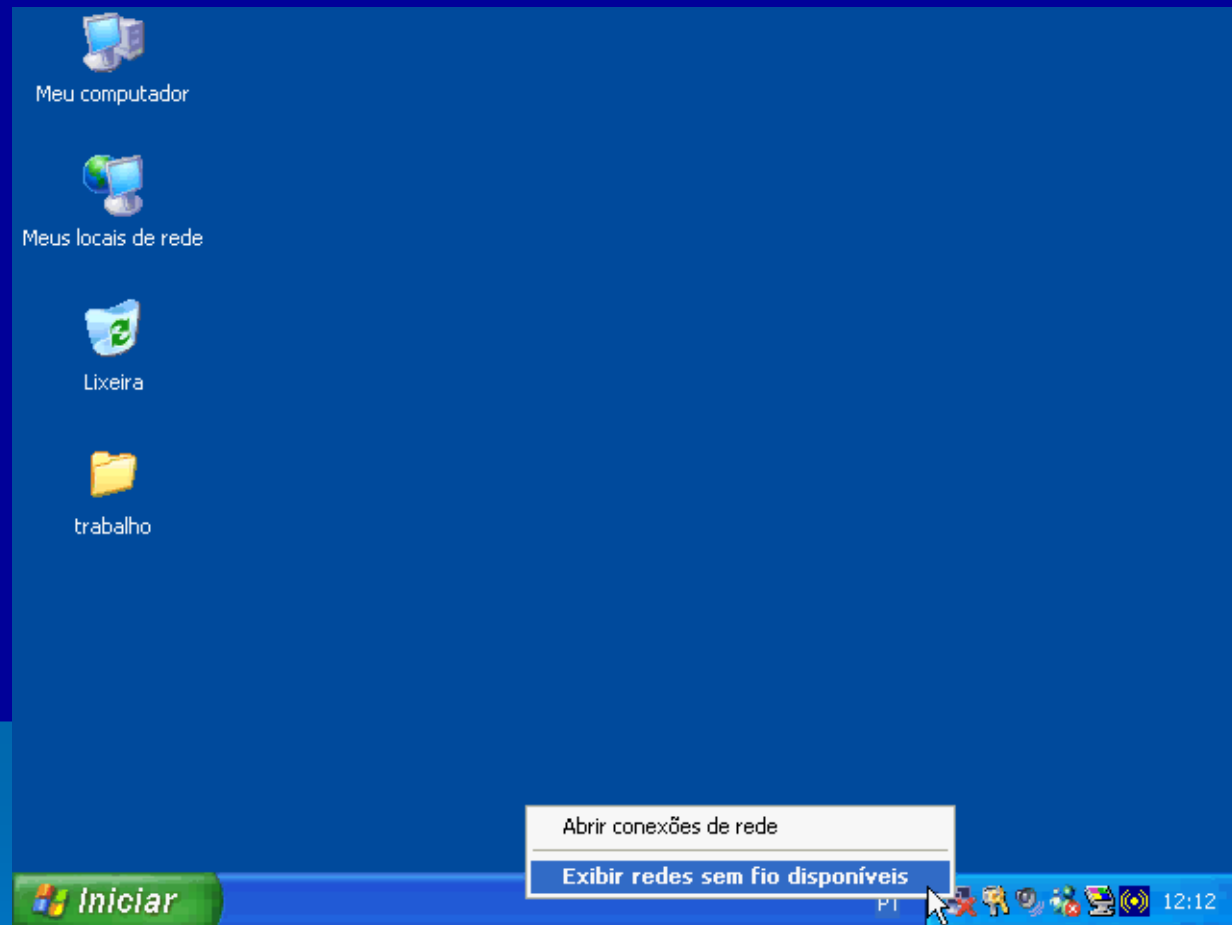 Meu computador
Meus locais de rede
Lixeira
trabalho
Abrir conexões de rede
Exibir redes sem fio disponíveis
Iniciar
PT
12:12